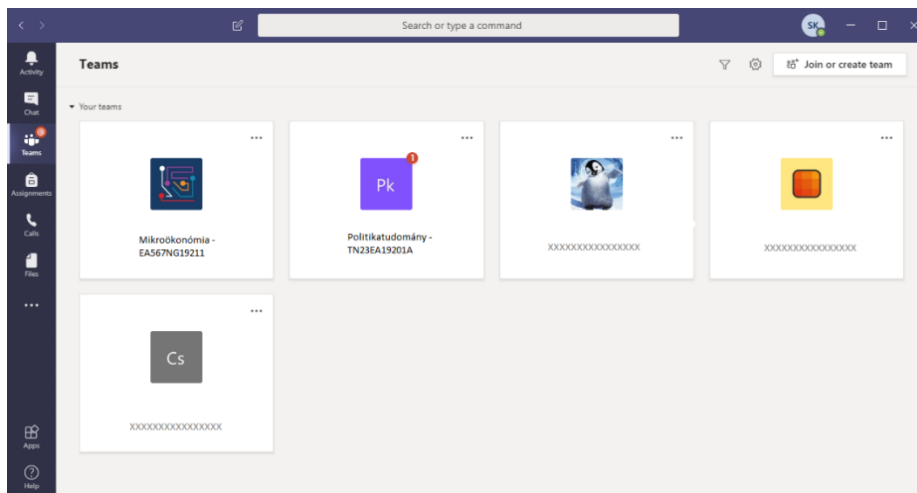 Search or type a command
SK
Activity
Chat
Teams
Assignments
Calls
Files
Apps
Help
Teams
Join or create team
Your teams
Mikroökonómia -
EA567NG19211
Pk
1
Politikatudomány -
TN23EA19201A
XXXXXXXXXXXXXXXX
XXXXXXXXXXXXXXXX
Cs
XXXXXXXXXXXXXXXX